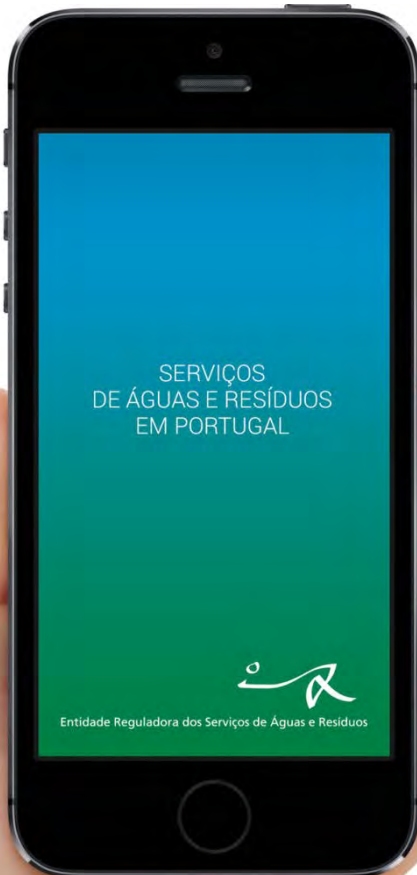 SERVIÇOS
DE ÁGUAS E RESÍDUOS
EM PORTUGAL
Entidade Reguladora dos Serviços de Águas e Resíduos